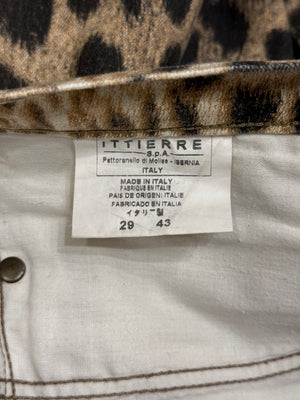 ITTIERRE
S.p.A.
Pettoranello di Molise - ISERNIA
ITALY
MADE IN ITALY
FABRIQUE EN ITALIE
PAIS DE ORIGEN: ITALIA
FABRICADO EN ITALIA
イタリー製
29 43